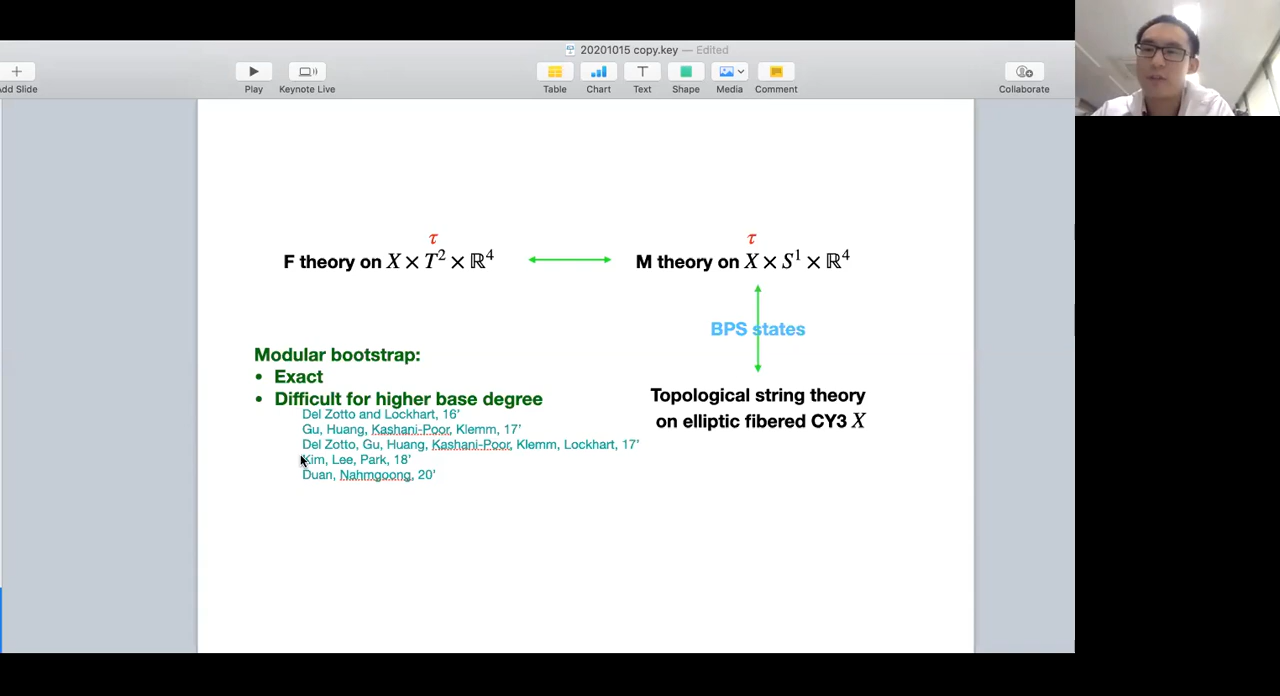 20201015 copy.key — Edited
Add Slide
Play
Keynote Live
Table
Chart
Text
Shape
Media
Comment
Collaborate
τ
F theory on X × T² × ℝ⁴
τ
M theory on X × S¹ × ℝ⁴
BPS states
Modular bootstrap:
• Exact
• Difficult for higher base degree
Del Zotto and Lockhart, 16’
Gu, Huang, Kashani-Poor, Klemm, 17’
Del Zotto, Gu, Huang, Kashani-Poor, Klemm, Lockhart, 17’
Kim, Lee, Park, 18’
Duan, Nahmgoong, 20’
Topological string theory
on elliptic fibered CY3 X